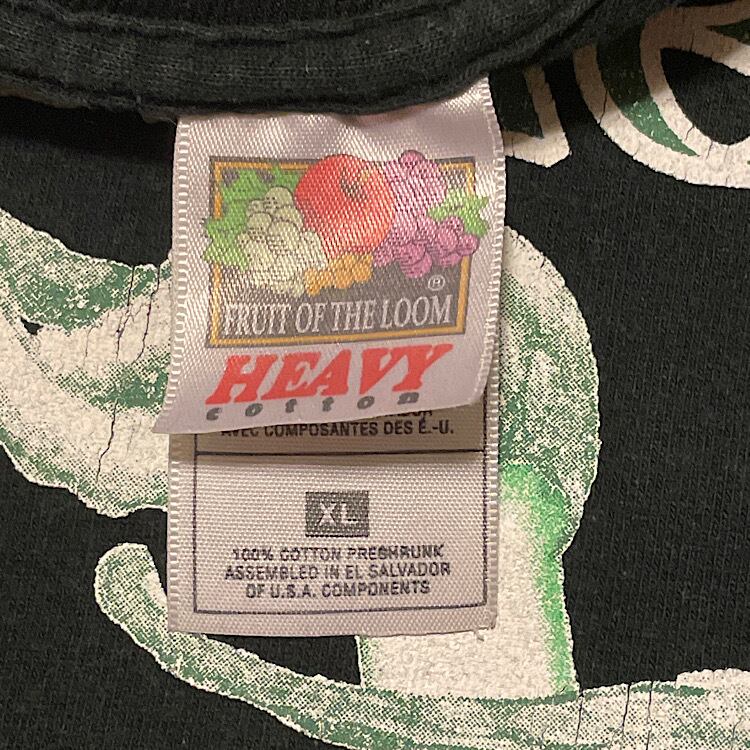 ®
FRUIT OF THE LOOM
HEAVY
cotton
AVEC COMPOSANTES DES É.-U.
XL
100% COTTON PRESHRUNK
ASSEMBLED IN EL SALVADOR
OF U.S.A. COMPONENTS